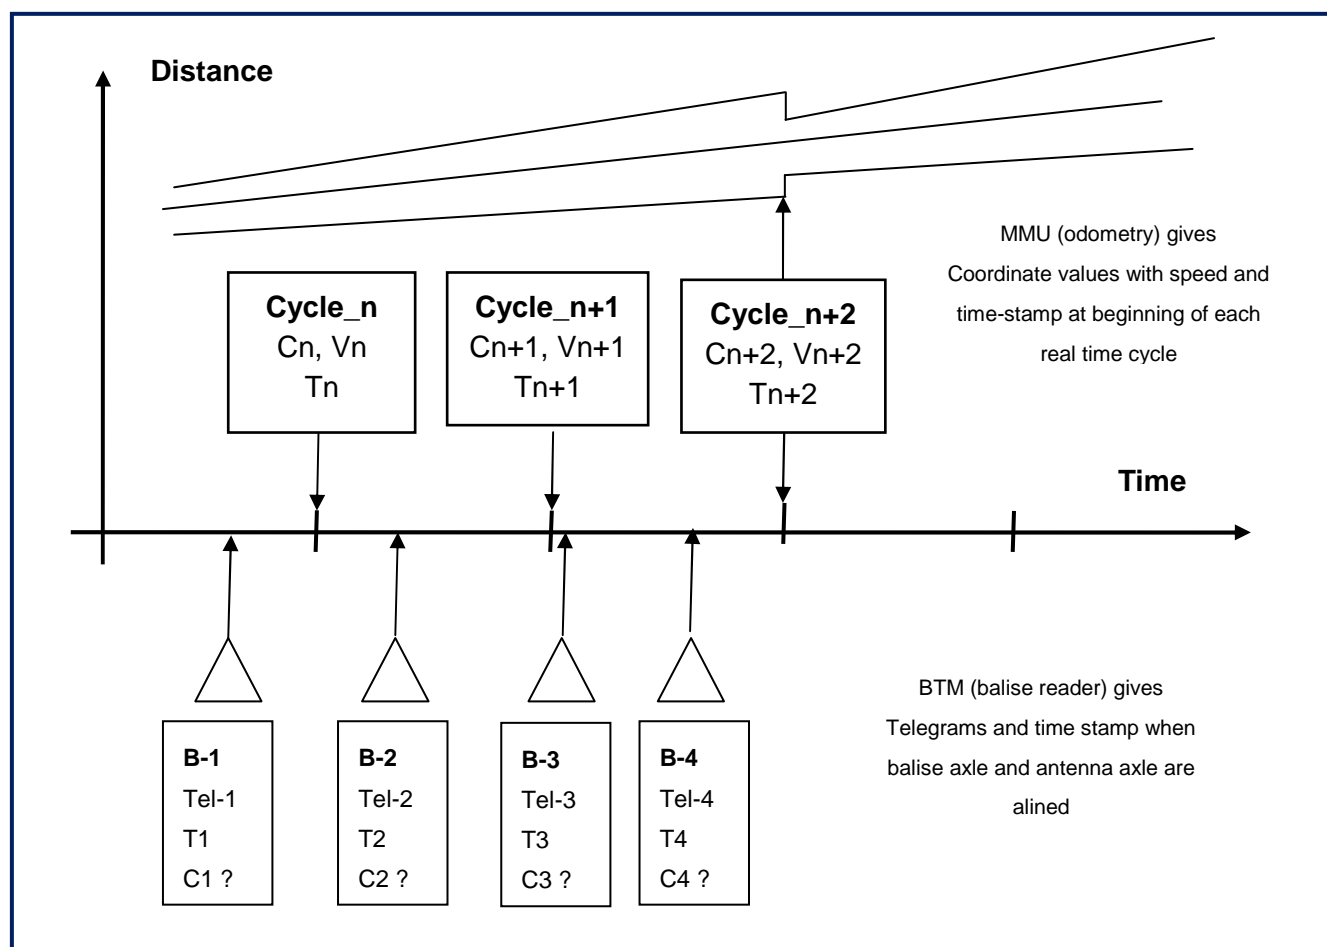 Distance
MMU (odometry) gives
Coordinate values with speed and
time-stamp at beginning of each
real time cycle
Cycle_n
Cn, Vn
Tn
Cycle_n+1
Cn+1, Vn+1
Tn+1
Cycle_n+2
Cn+2, Vn+2
Tn+2
Time
B-1
Tel-1
T1
C1 ?
B-2
Tel-2
T2
C2 ?
B-3
Tel-3
T3
C3 ?
B-4
Tel-4
T4
C4 ?
BTM (balise reader) gives
Telegrams and time stamp when
balise axle and antenna axle are
alined